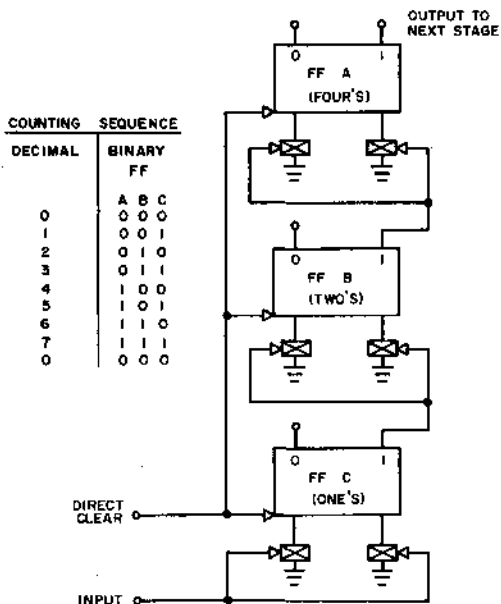 OUTPUT TO
NEXT STAGE
0 1
FF A
(FOUR'S)
COUNTING SEQUENCE
DECIMAL BINARY
FF
A B C
0 0 0 0
1 0 0 1
2 0 1 0
3 0 1 1
4 1 0 0
5 1 0 1
6 1 1 0
7 1 1 1
0 0 0 0
0 1
FF B
(TWO'S)
0 1
FF C
(ONE'S)
DIRECT
CLEAR
INPUT